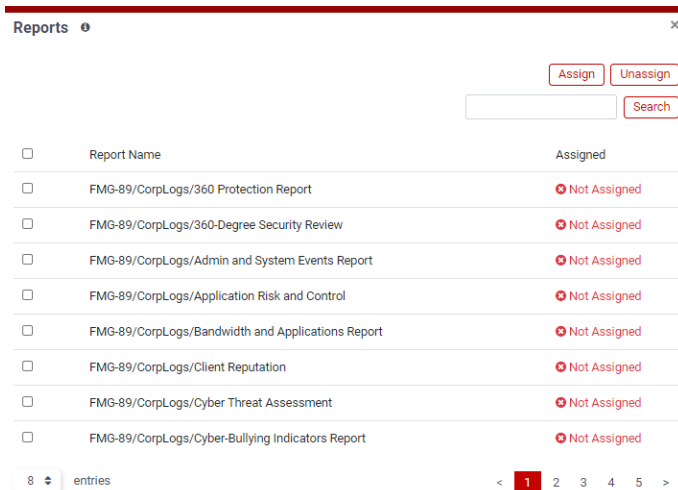 Reports
×
Assign Unassign
Search
Report Name Assigned
FMG-89/CorpLogs/360 Protection Report Not Assigned
FMG-89/CorpLogs/360-Degree Security Review Not Assigned
FMG-89/CorpLogs/Admin and System Events Report Not Assigned
FMG-89/CorpLogs/Application Risk and Control Not Assigned
FMG-89/CorpLogs/Bandwidth and Applications Report Not Assigned
FMG-89/CorpLogs/Client Reputation Not Assigned
FMG-89/CorpLogs/Cyber Threat Assessment Not Assigned
FMG-89/CorpLogs/Cyber-Bullying Indicators Report Not Assigned
8 entries < 1 2 3 4 5 >